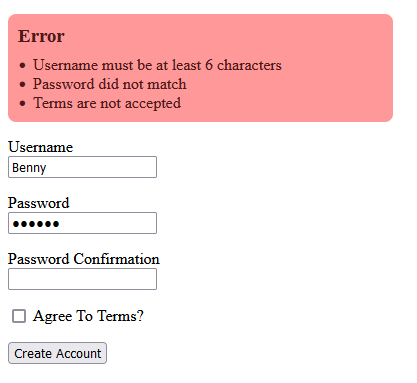 Error
• Username must be at least 6 characters
• Password did not match
• Terms are not accepted
Username
Benny
Password
••••••
Password Confirmation
Agree To Terms?
Create Account